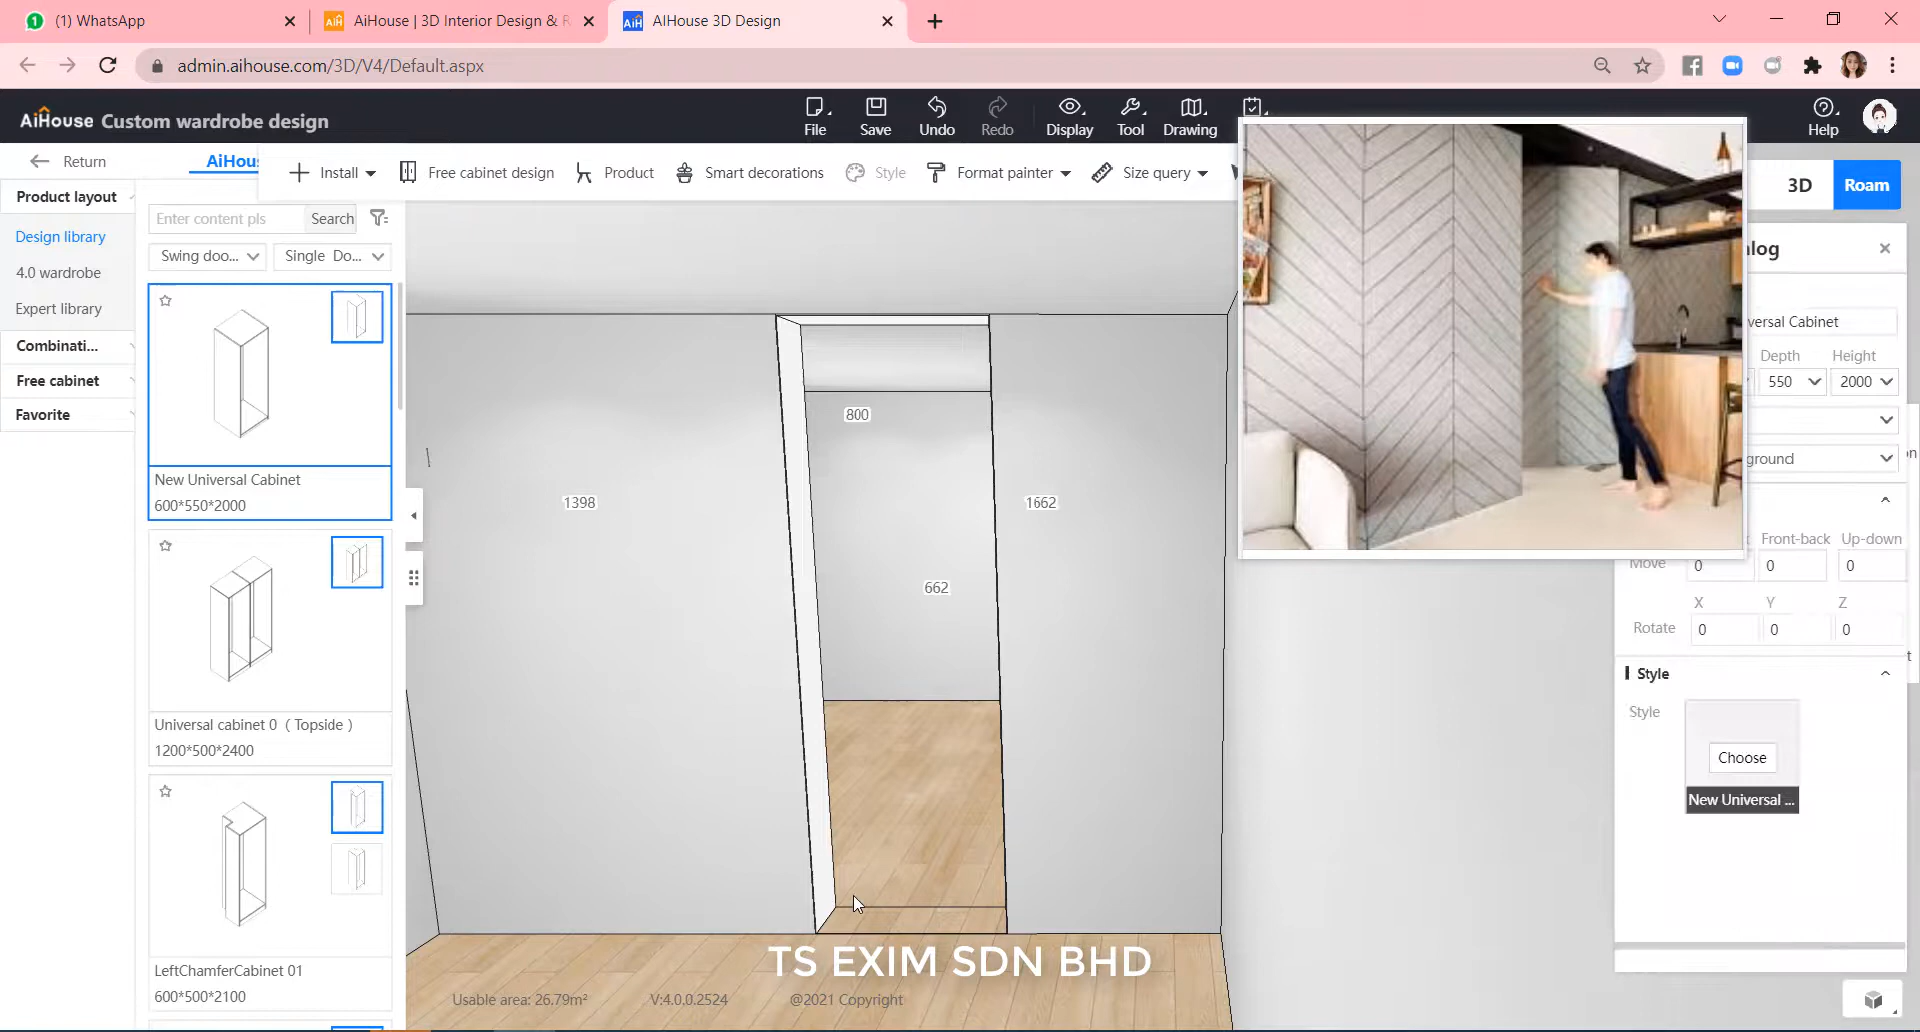 (1) WhatsApp
AiHouse | 3D Interior Design & R
AIHouse 3D Design
admin.aihouse.com/3D/V4/Default.aspx
AiHouse Custom wardrobe design
File
Save
Undo
Redo
Display
Tool
Drawing
Help
Return
AiHous
Install
Free cabinet design
Product
Smart decorations
Style
Format painter
Size query
3D
Roam
Product layout
Design library
4.0 wardrobe
Expert library
Combinati...
Free cabinet
Favorite
Enter content pls
Search
Swing doo...
Single Do...
New Universal Cabinet
600*550*2000
Universal cabinet 0 ( Topside )
1200*500*2400
LeftChamferCabinet 01
600*500*2100
800
1398
1662
662
TS EXIM SDN BHD
Usable area: 26.79m²
V:4.0.0.2524
@2021 Copyright
log
versal Cabinet
Depth
Height
550
2000
ground
on
Front-back
Up-down
Move
0
0
0
X
Y
Z
Rotate
0
0
0
t
Style
Style
Choose
New Universal ...